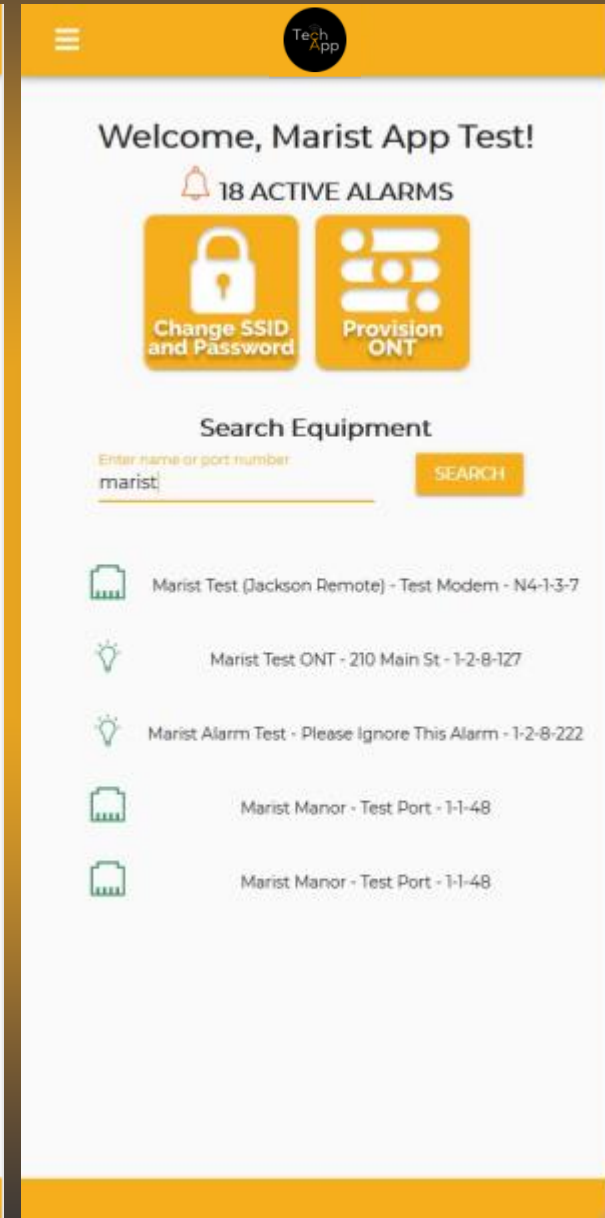 Tech
App
Welcome, Marist App Test!
18 ACTIVE ALARMS
Change SSID
and Password
Provision
ONT
Search Equipment
Enter name or port number
marist
SEARCH
Marist Test (Jackson Remote) - Test Modem - N4-1-3-7
Marist Test ONT - 210 Main St - 1-2-8-127
Marist Alarm Test - Please Ignore This Alarm - 1-2-8-222
Marist Manor - Test Port - 1-1-48
Marist Manor - Test Port - 1-1-48